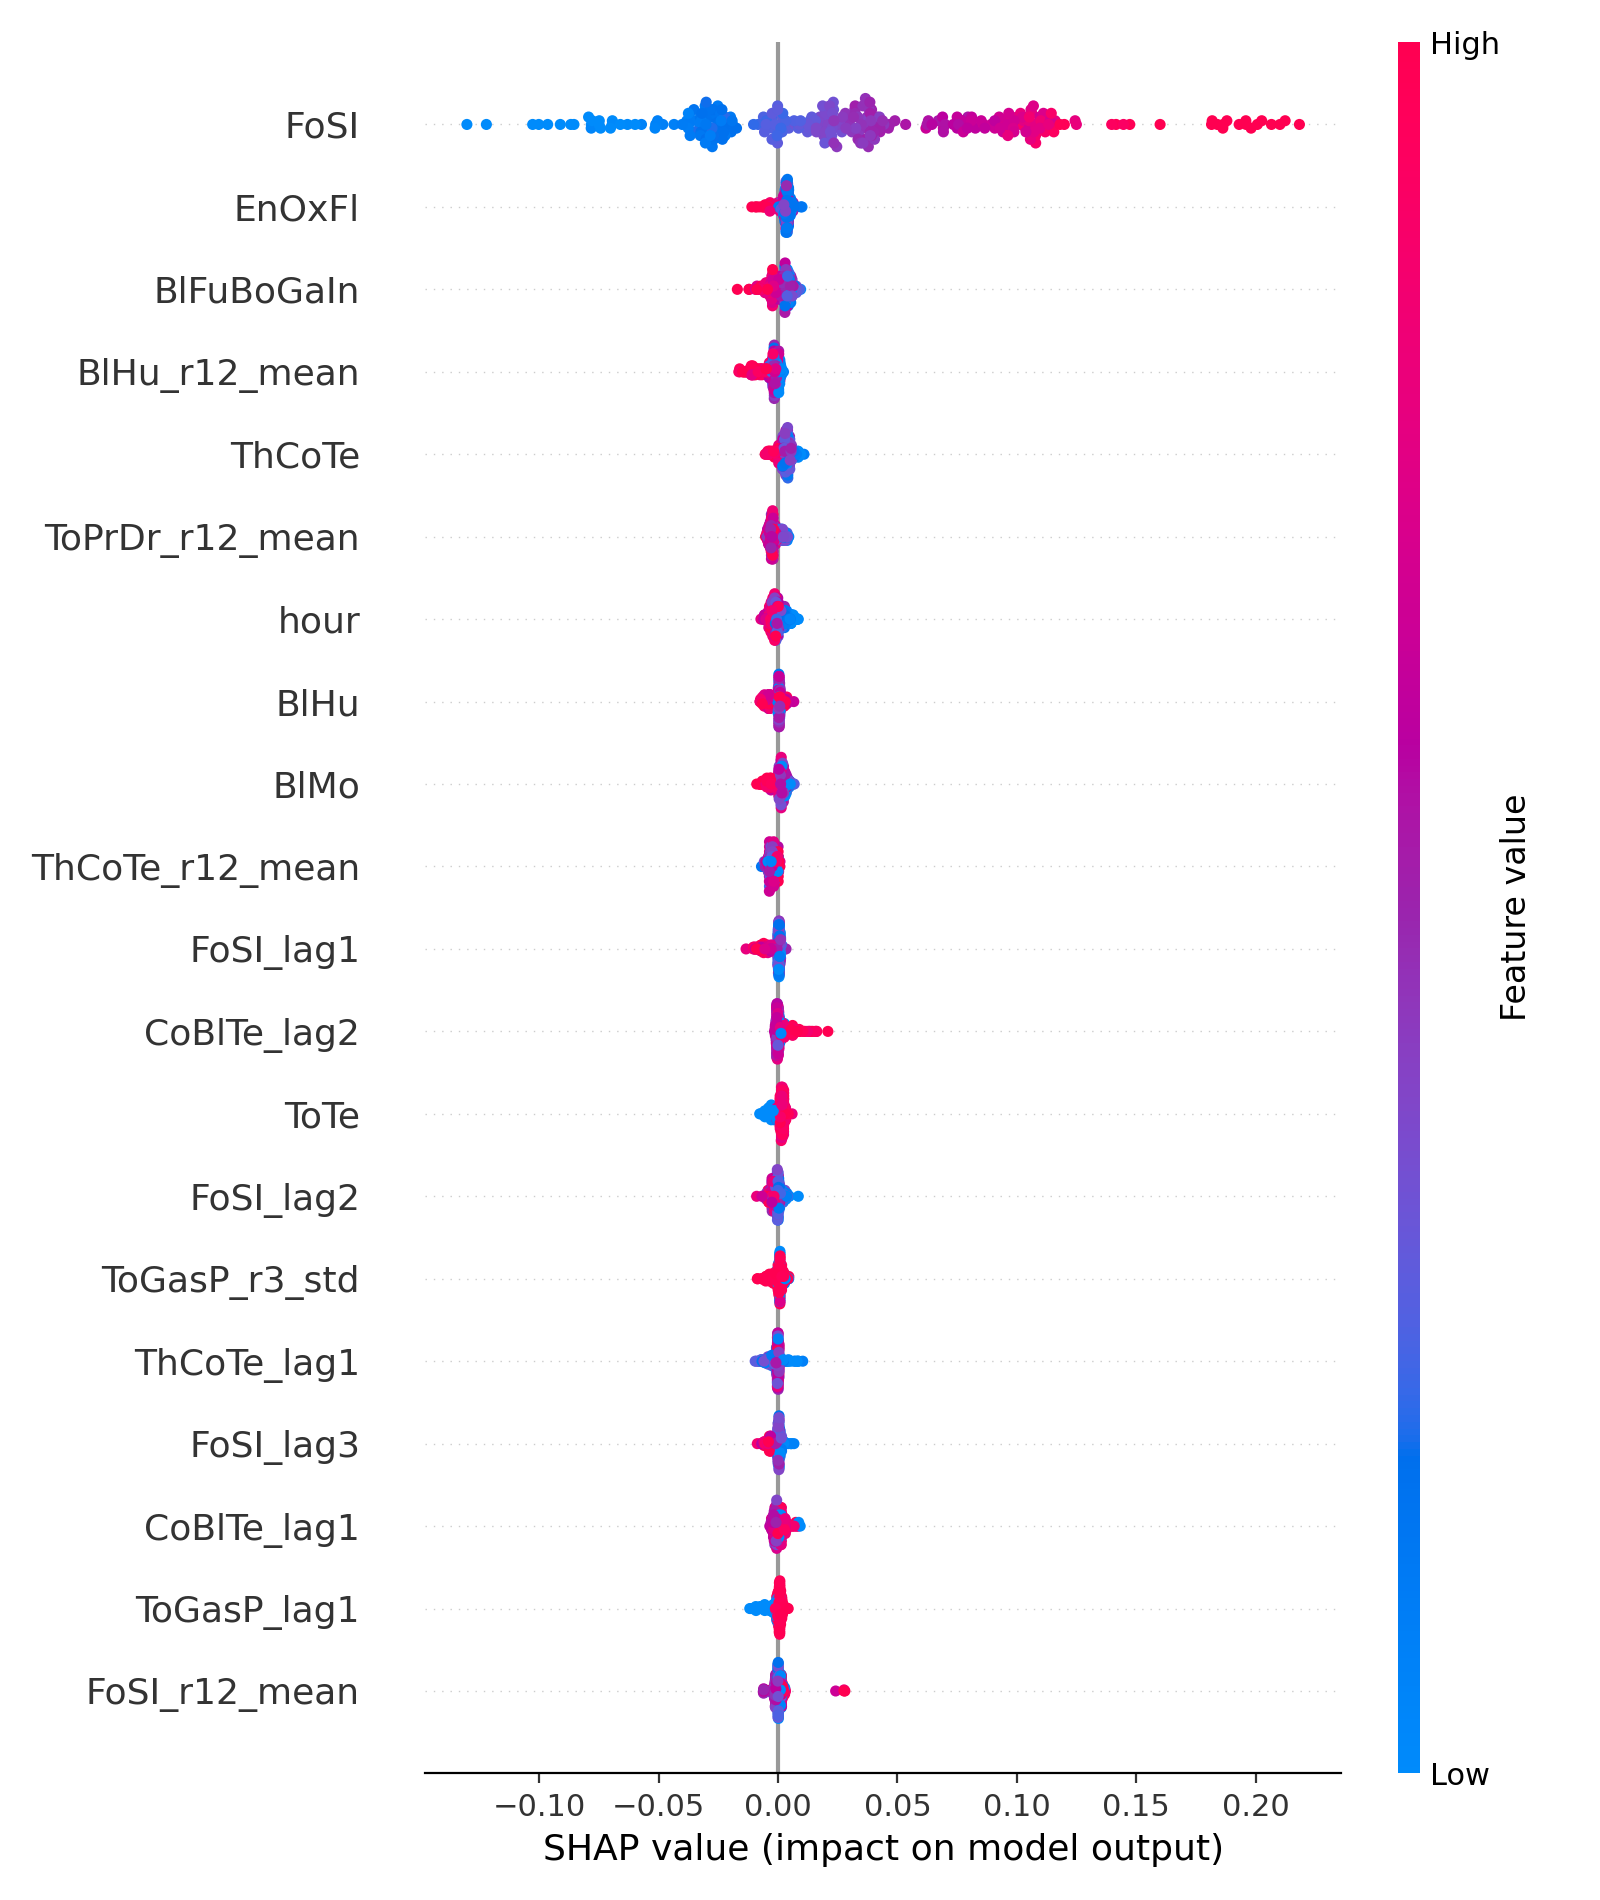 High
FoSI
EnOxFl
BlFuBoGaIn
BlHu_r12_mean
ThCoTe
ToPrDr_r12_mean
hour
BlHu
BlMo
ThCoTe_r12_mean
FoSI_lag1
CoBlTe_lag2
ToTe
FoSI_lag2
ToGasP_r3_std
ThCoTe_lag1
FoSI_lag3
CoBlTe_lag1
ToGasP_lag1
FoSI_r12_mean
Feature value
Low
−0.10 −0.05 0.00 0.05 0.10 0.15 0.20
SHAP value (impact on model output)